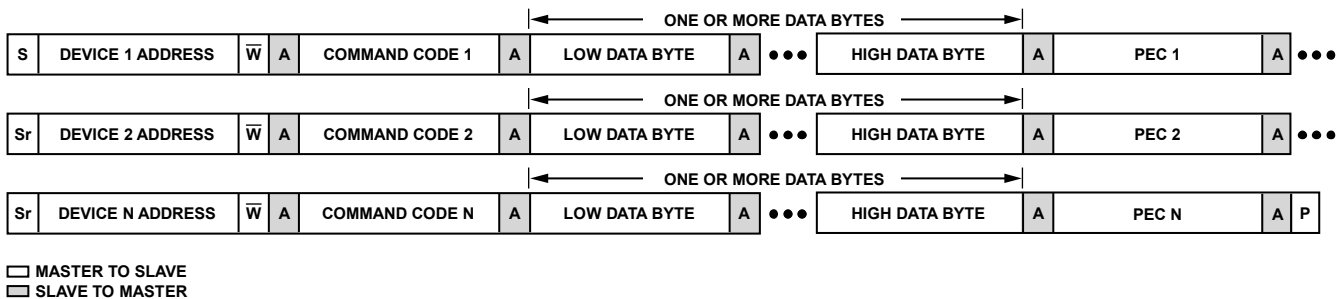 ONE OR MORE DATA BYTES
S DEVICE 1 ADDRESS W̅ A COMMAND CODE 1 A LOW DATA BYTE A ••• HIGH DATA BYTE A PEC 1 A •••
ONE OR MORE DATA BYTES
Sr DEVICE 2 ADDRESS W̅ A COMMAND CODE 2 A LOW DATA BYTE A ••• HIGH DATA BYTE A PEC 2 A •••
ONE OR MORE DATA BYTES
Sr DEVICE N ADDRESS W̅ A COMMAND CODE N A LOW DATA BYTE A ••• HIGH DATA BYTE A PEC N A P
MASTER TO SLAVE
SLAVE TO MASTER